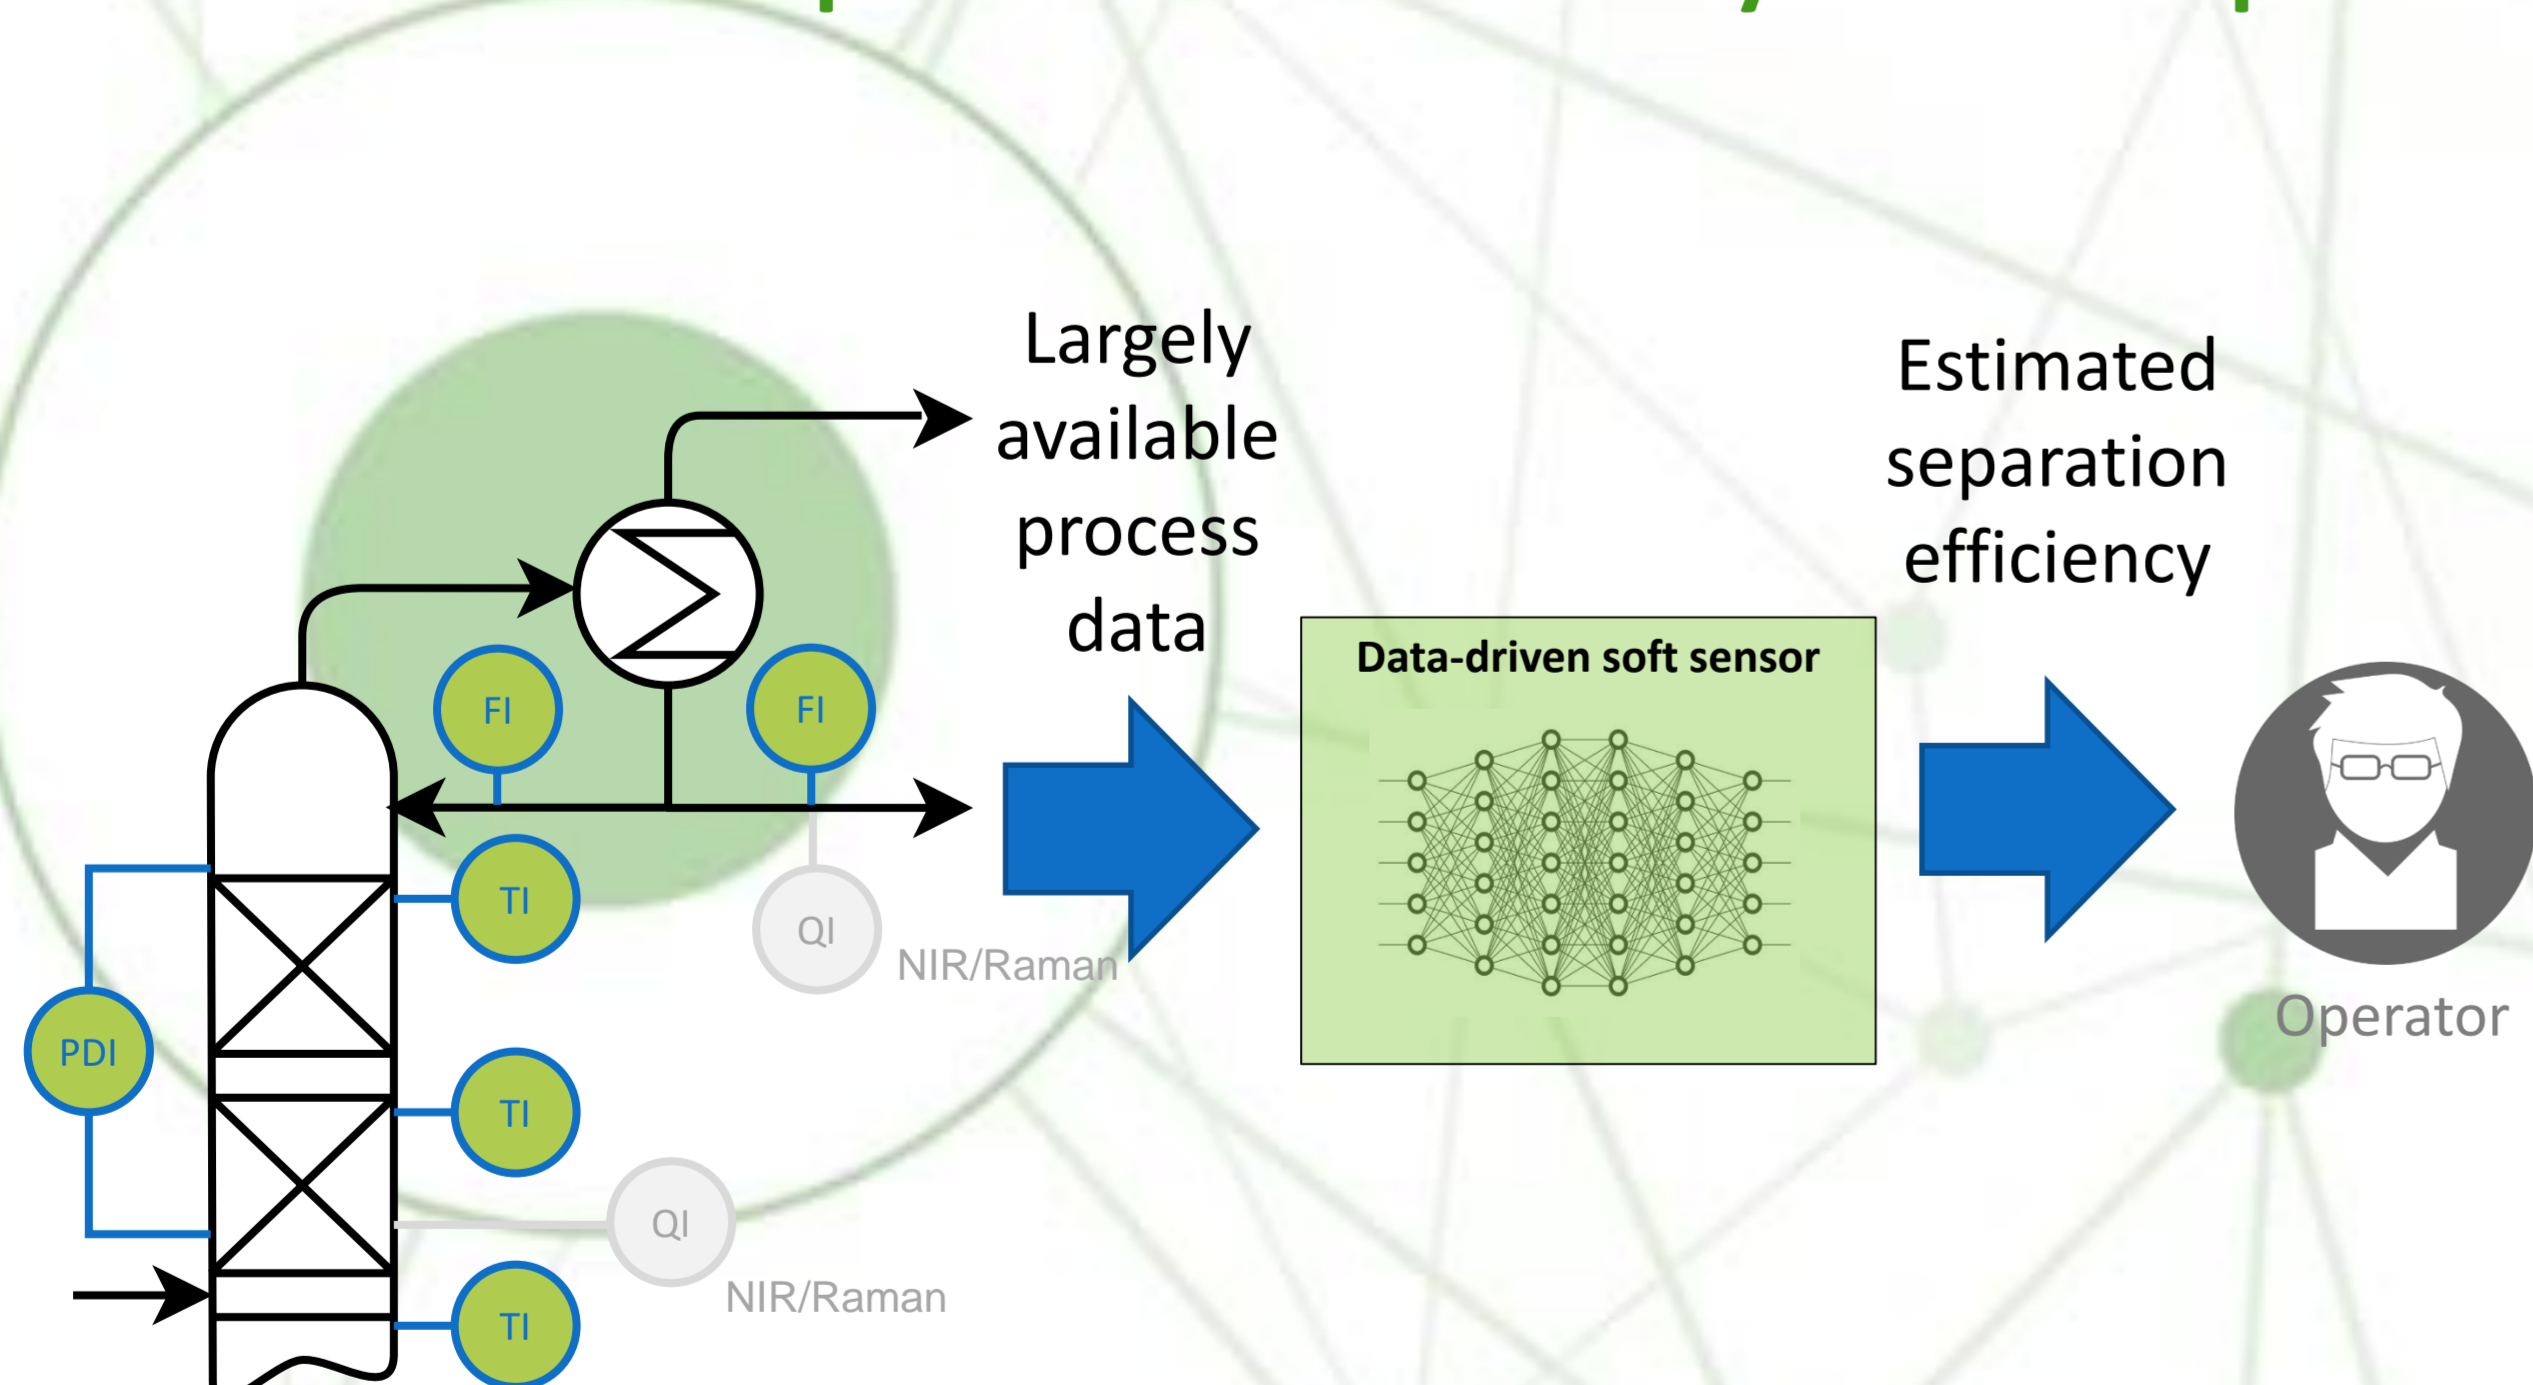 Largely
available
process
data
Estimated
separation
efficiency
Data-driven soft sensor
FI
FI
TI
QI
NIR/Raman
PDI
TI
QI
NIR/Raman
TI
Operator